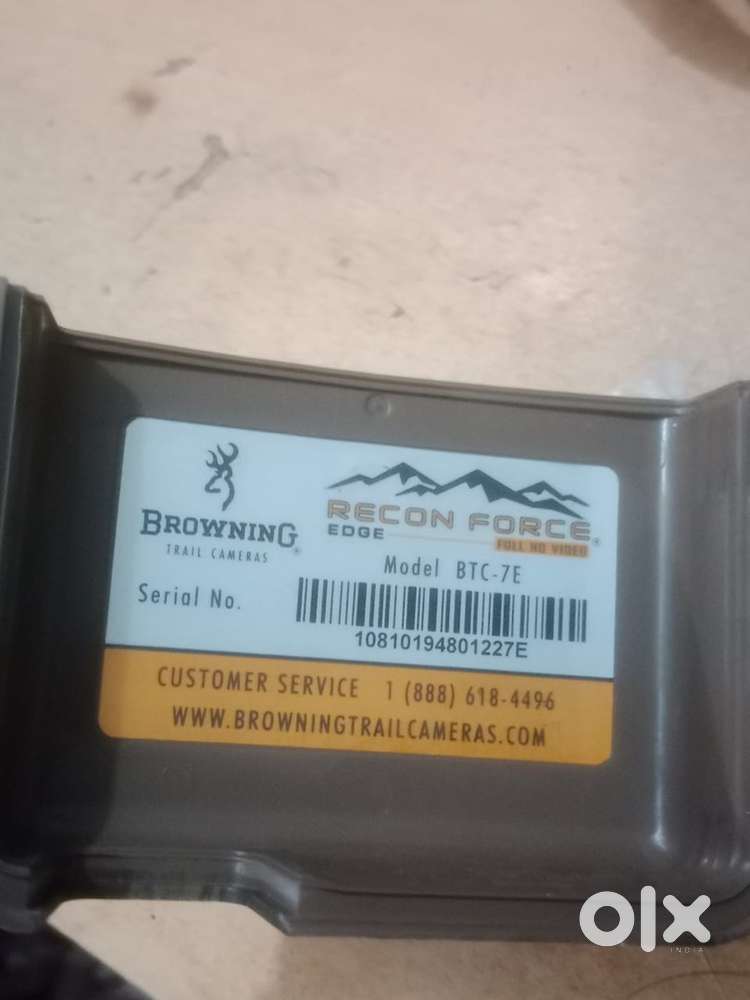 BROWNING®
TRAIL CAMERAS
RECON FORCE®
EDGE
FULL HD VIDEO
Model BTC-7E
Serial No.
10810194801227E
CUSTOMER SERVICE 1 (888) 618-4496
WWW.BROWNINGTRAILCAMERAS.COM
olx
INDIA